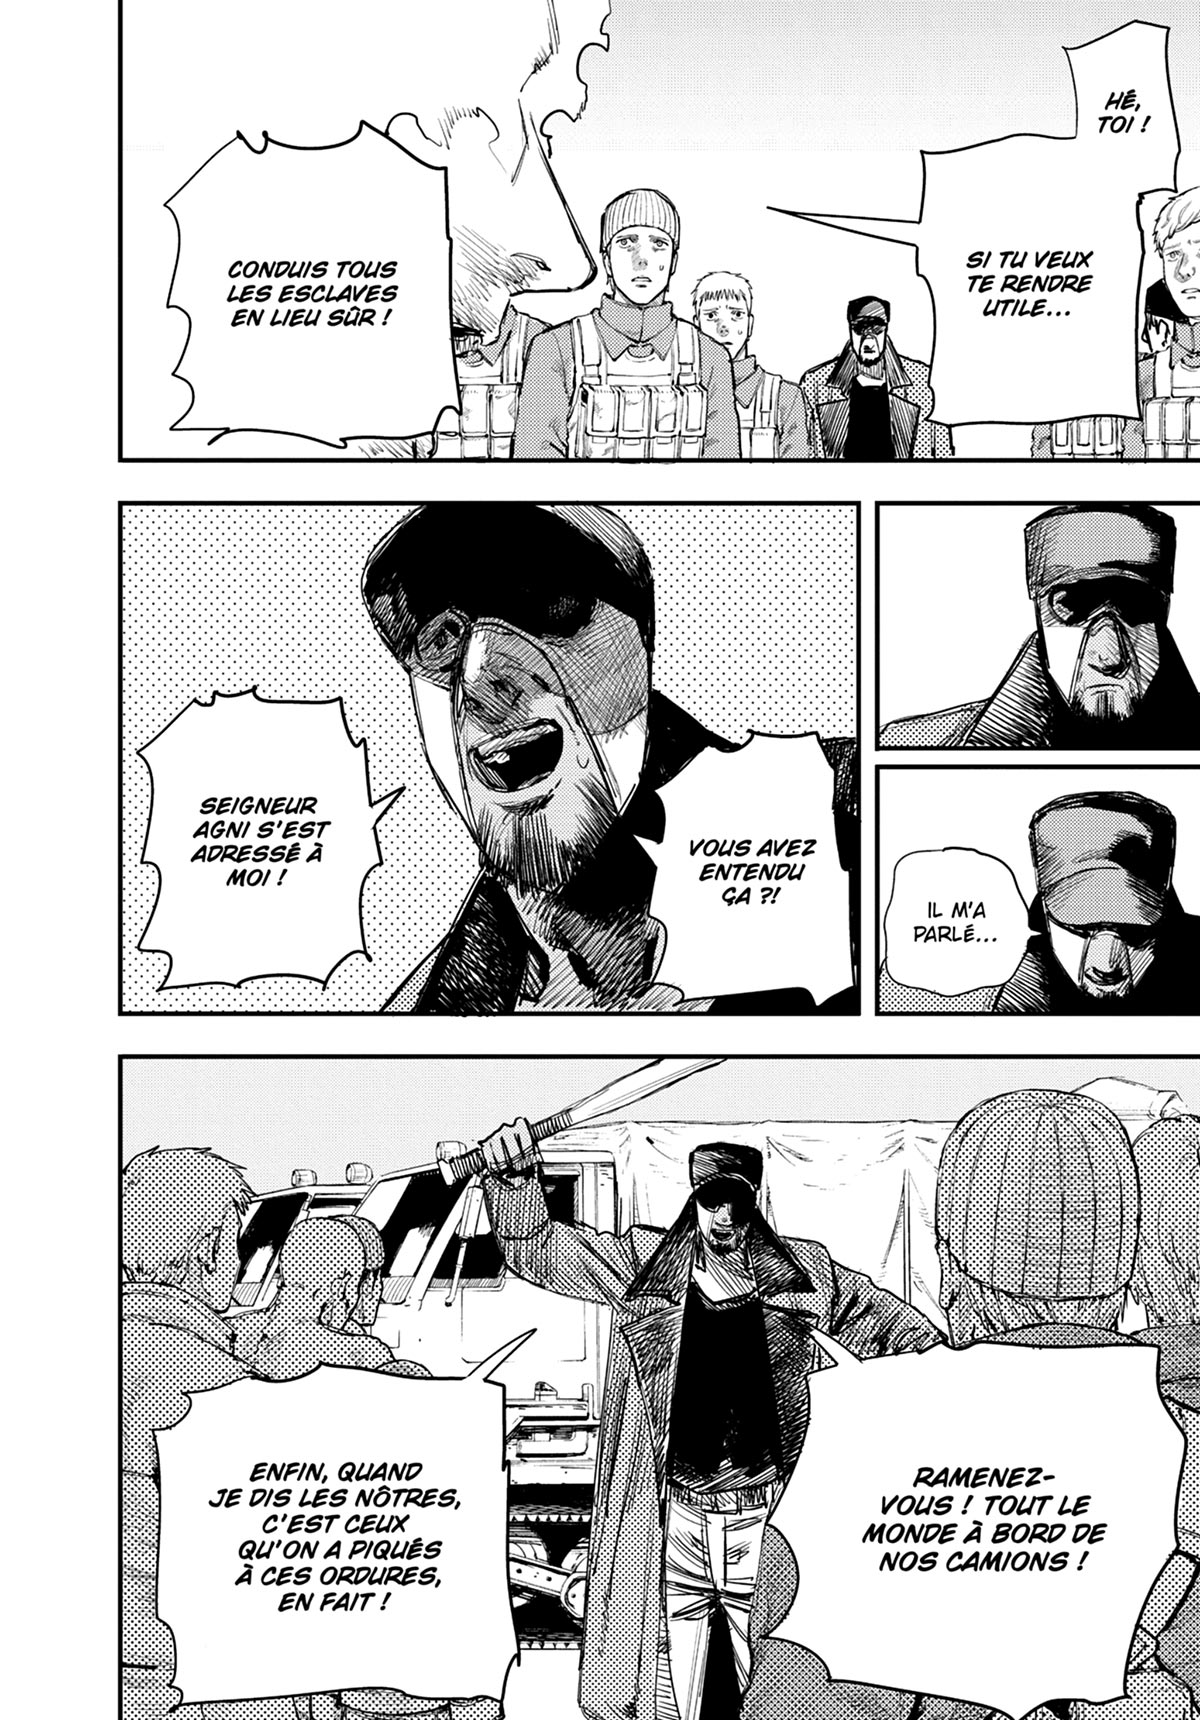 HÉ,
TOI !
SI TU VEUX
TE RENDRE
UTILE...
CONDUIS TOUS
LES ESCLAVES
EN LIEU SÛR !
IL M'A
PARLÉ...
VOUS AVEZ
ENTENDU
ÇA ?!
SEIGNEUR
AGNI S'EST
ADRESSÉ À
MOI !
RAMENEZ-
VOUS ! TOUT LE
MONDE À BORD DE
NOS CAMIONS !
ENFIN, QUAND
JE DIS LES NÔTRES,
C'EST CEUX
QU'ON A PIQUÉS
À CES ORDURES,
EN FAIT !